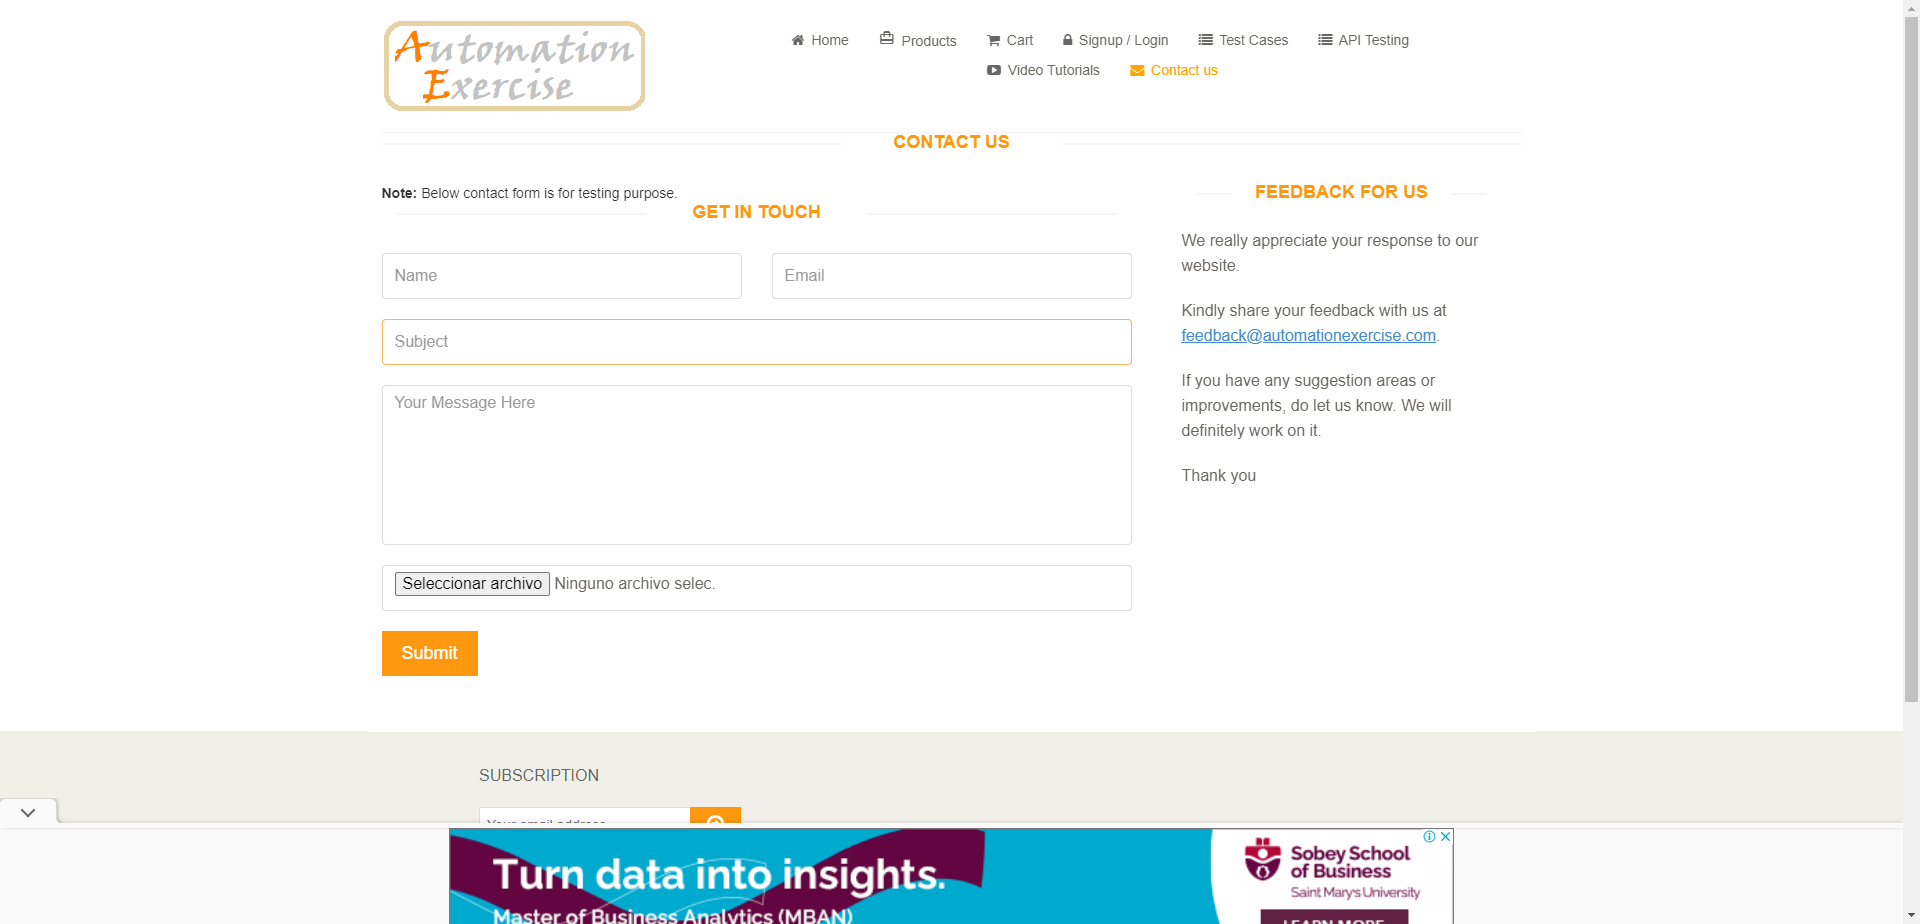 Automation
Exercise
Home
Products
Cart
Signup / Login
Test Cases
API Testing
Video Tutorials
Contact us
CONTACT US
Note: Below contact form is for testing purpose.
GET IN TOUCH
Name
Email
Subject
Your Message Here
Seleccionar archivo Ninguno archivo selec.
Submit
FEEDBACK FOR US
We really appreciate your response to our
website.
Kindly share your feedback with us at
feedback@automationexercise.com.
If you have any suggestion areas or
improvements, do let us know. We will
definitely work on it.
Thank you
SUBSCRIPTION
Your email address
Turn data into insights.
Master of Business Analytics (MBAN)
Sobey School
of Business
Saint Mary's University
LEARN MORE